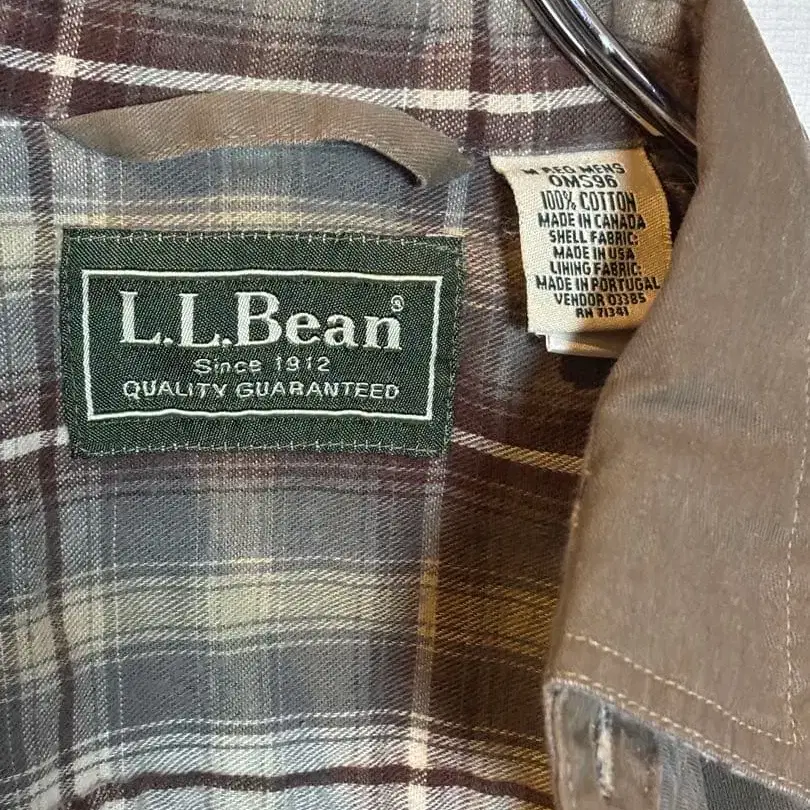 L.L.Bean®
Since 1912
QUALITY GUARANTEED
M REG MENS
OMS96
100% COTTON
MADE IN CANADA
SHELL FABRIC:
MADE IN USA
LINING FABRIC:
MADE IN PORTUGAL
VENDOR 03385
RN 71341